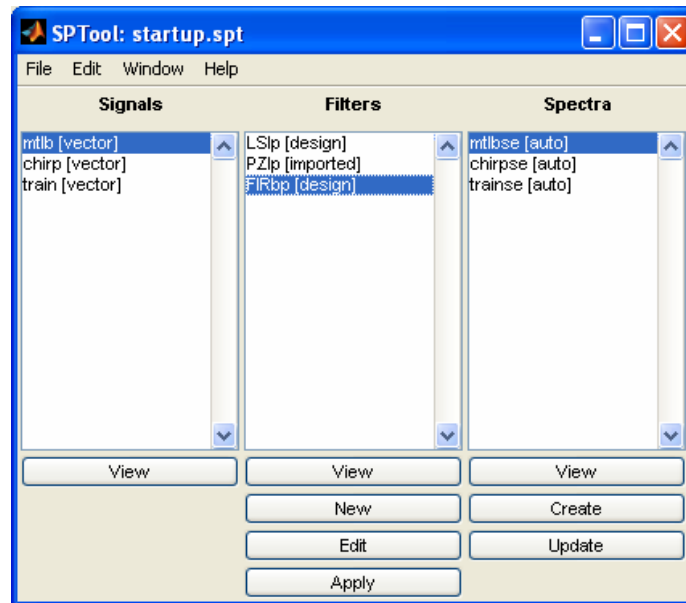 SPTool: startup.spt
File Edit Window Help
Signals Filters Spectra
mtlb [vector]
chirp [vector]
train [vector]
LSlp [design]
PZlp [imported]
FIRbp [design]
mtlbse [auto]
chirpse [auto]
trainse [auto]
View View View
New Create
Edit Update
Apply